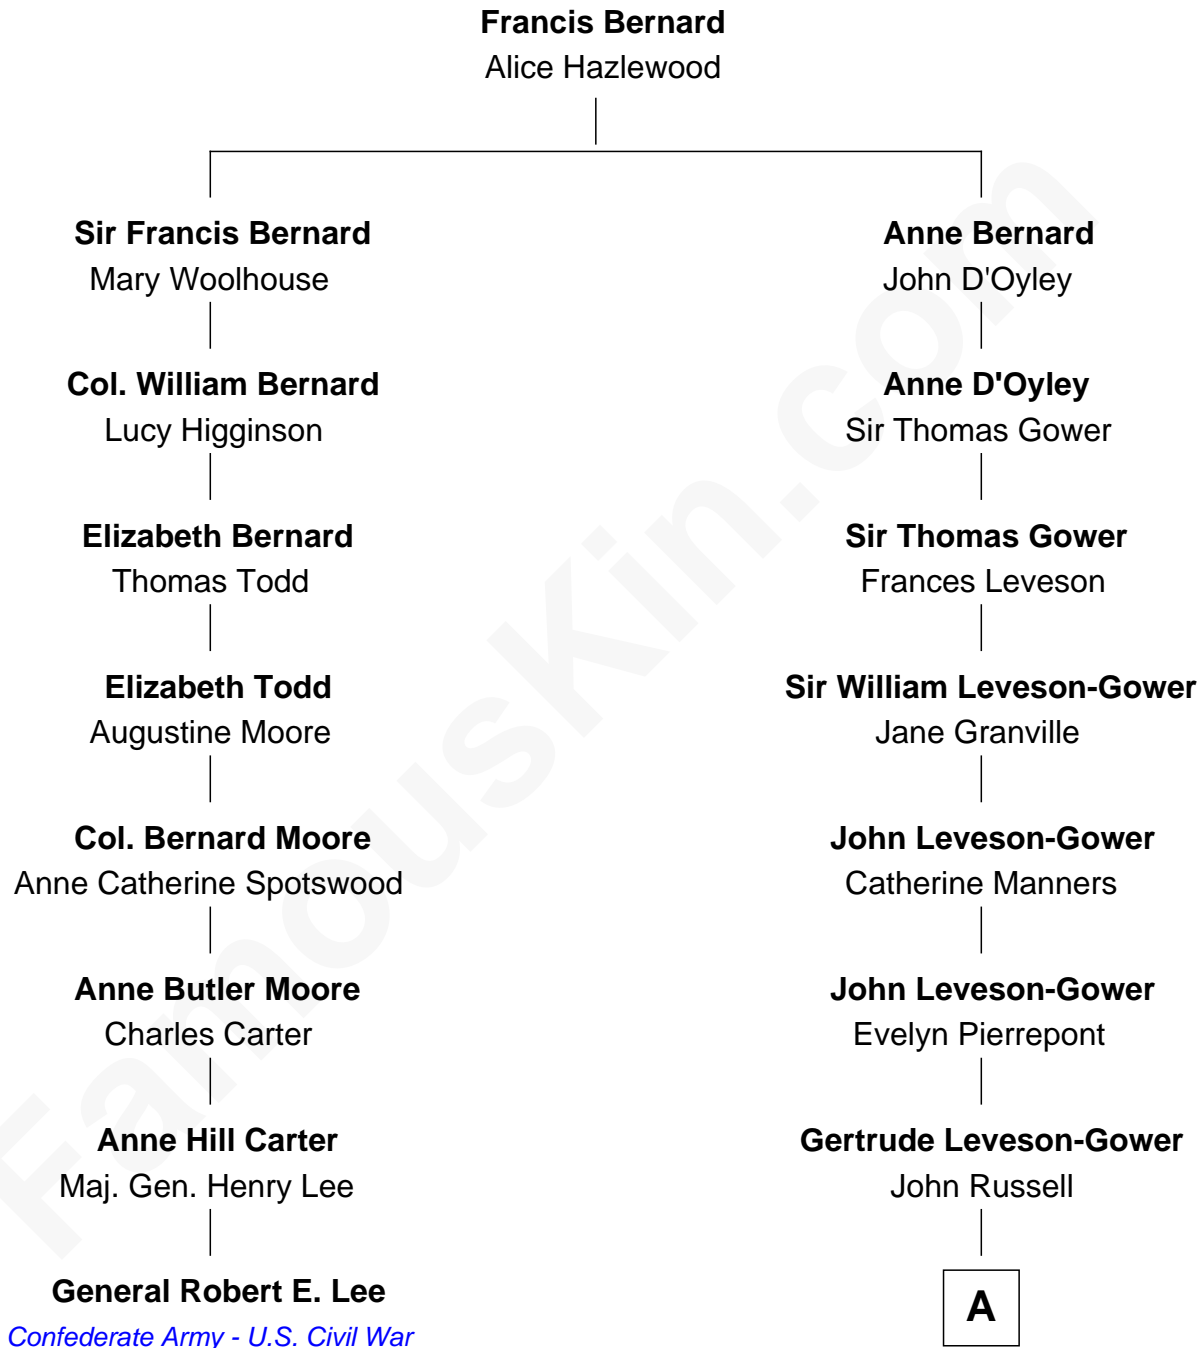 Francis Bernard
Alice Hazlewood
Sir Francis Bernard
Mary Woolhouse
Anne Bernard
John D'Oyley
Col. William Bernard
Lucy Higginson
Anne D'Oyley
Sir Thomas Gower
Elizabeth Bernard
Thomas Todd
Sir Thomas Gower
Frances Leveson
Elizabeth Todd
Augustine Moore
Sir William Leveson-Gower
Jane Granville
Col. Bernard Moore
Anne Catherine Spotswood
John Leveson-Gower
Catherine Manners
Anne Butler Moore
Charles Carter
John Leveson-Gower
Evelyn Pierrepont
Anne Hill Carter
Maj. Gen. Henry Lee
Gertrude Leveson-Gower
John Russell
General Robert E. Lee
Confederate Army - U.S. Civil War
A
FamousKin.com